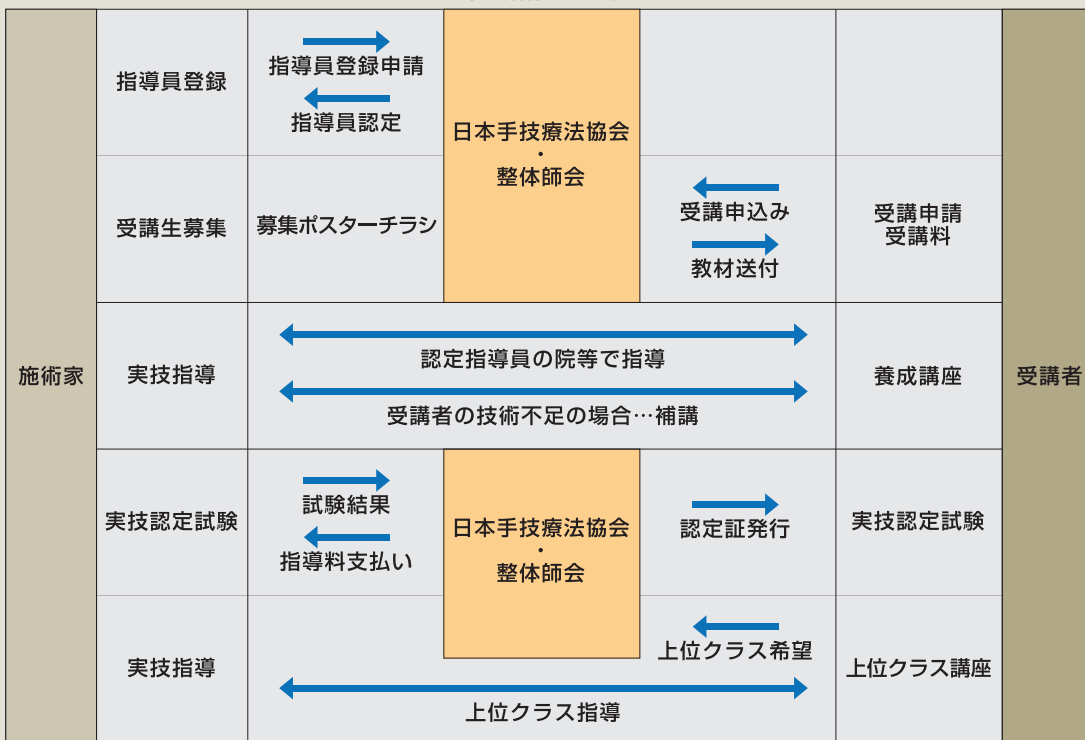 指導員登録
指導員登録申請
指導員認定
日本手技療法協会
・
整体師会
受講生募集
募集ポスターチラシ
受講申込み
教材送付
受講申請
受講料
施術家
実技指導
認定指導員の院等で指導
受講者の技術不足の場合…補講
養成講座
受講者
実技認定試験
試験結果
指導料支払い
日本手技療法協会
・
整体師会
認定証発行
実技認定試験
実技指導
上位クラス希望
上位クラス指導
上位クラス講座